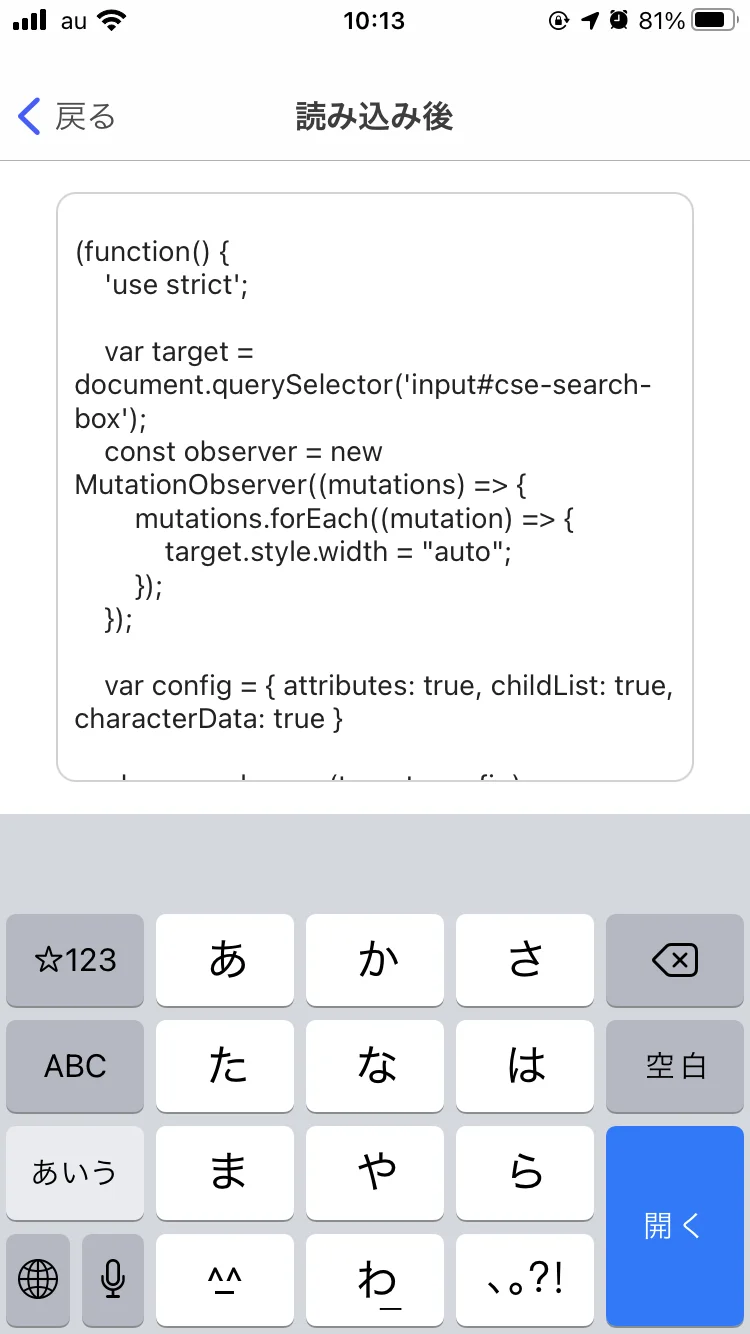 au 10:13 81%
戻る 読み込み後
(function() {
'use strict';
var target =
document.querySelector('input#cse-search-
box');
const observer = new
MutationObserver((mutations) => {
mutations.forEach((mutation) => {
target.style.width = "auto";
});
});
var config = { attributes: true, childList: true,
characterData: true }
☆123 あ か さ
ABC た な は 空白
あいう ま や ら 開く
^^ わ 、。?!